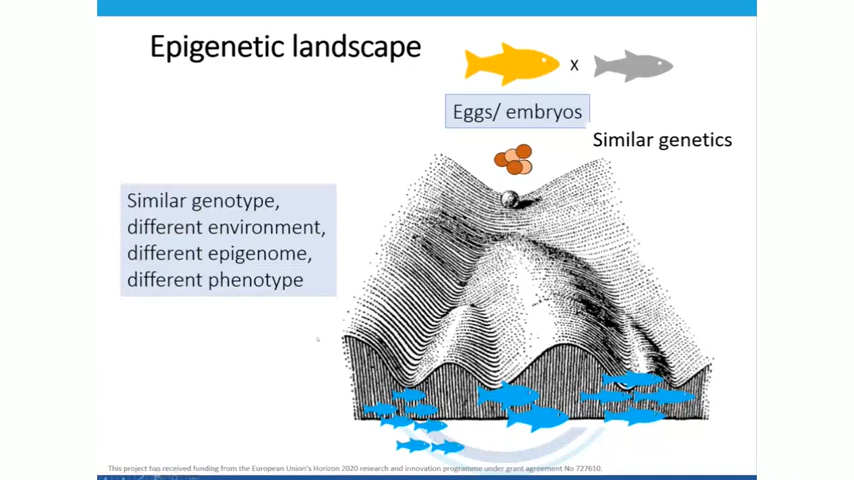 Epigenetic landscape
x
Eggs/ embryos
Similar genetics
Similar genotype,
different environment,
different epigenome,
different phenotype
This project has received funding from the European Union's Horizon 2020 research and innovation programme under grant agreement No 727610.